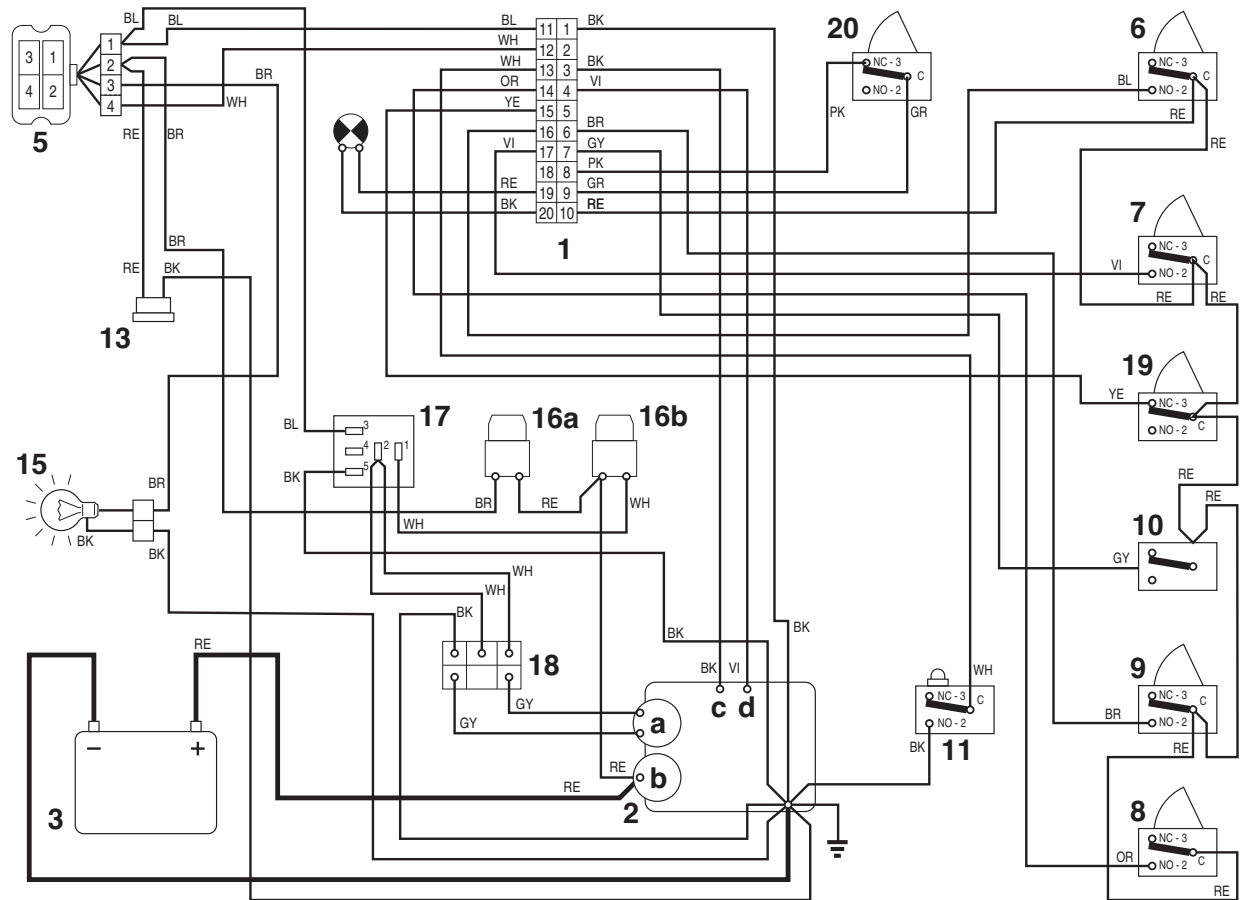 BL
BL
3 1
4 2
5
1
2
3
4
BR
WH
RE
BR
BR
RE
BK
13
BL
WH
WH
OR
YE
VI
RE
BK
11 1
12 2
13 3
14 4
15 5
16 6
17 7
18 8
19 9
20 10
1
BK
BK
VI
BR
GY
PK
GR
RE
20
NC - 3
C
NO - 2
PK
GR
6
NC - 3
C
NO - 2
BL
RE
RE
7
NC - 3
C
NO - 2
VI
RE
RE
19
NC - 3
C
NO - 2
YE
RE
RE
10
GY
9
NC - 3
C
NO - 2
BR
RE
8
NC - 3
C
NO - 2
OR
RE
17
BL
3
4 2 1
5
BK
16a
16b
BR
RE
WH
WH
15
BR
BK
BK
WH
WH
BK
18
GY
GY
BK
BK
BK VI
c d
a
b
RE
RE
2
RE
– +
3
WH
NC - 3
C
NO - 2
BK
11